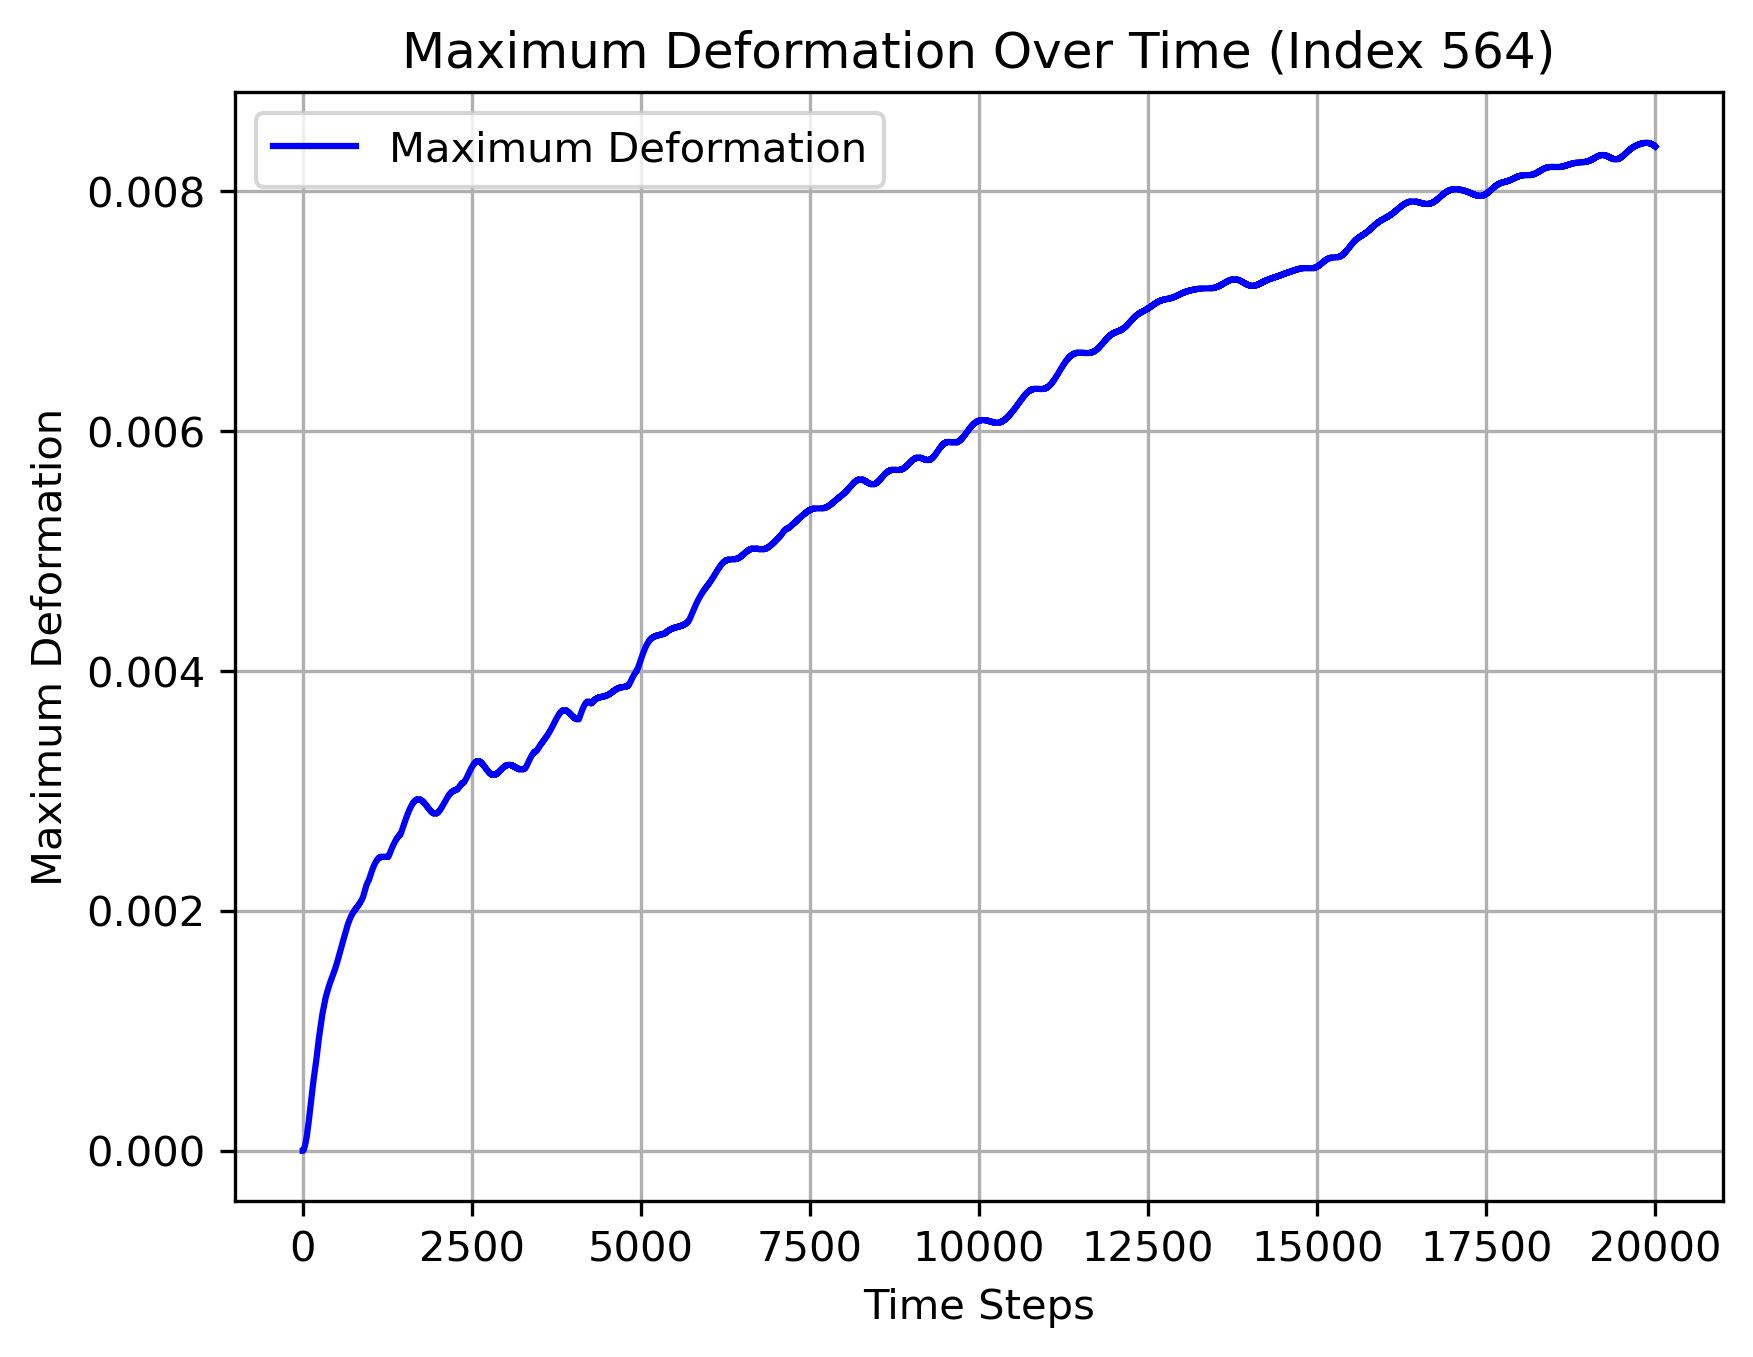 Maximum Deformation Over Time (Index 564)
Maximum Deformation
Maximum Deformation
0.008
0.006
0.004
0.002
0.000
0 2500 5000 7500 10000 12500 15000 17500 20000
Time Steps